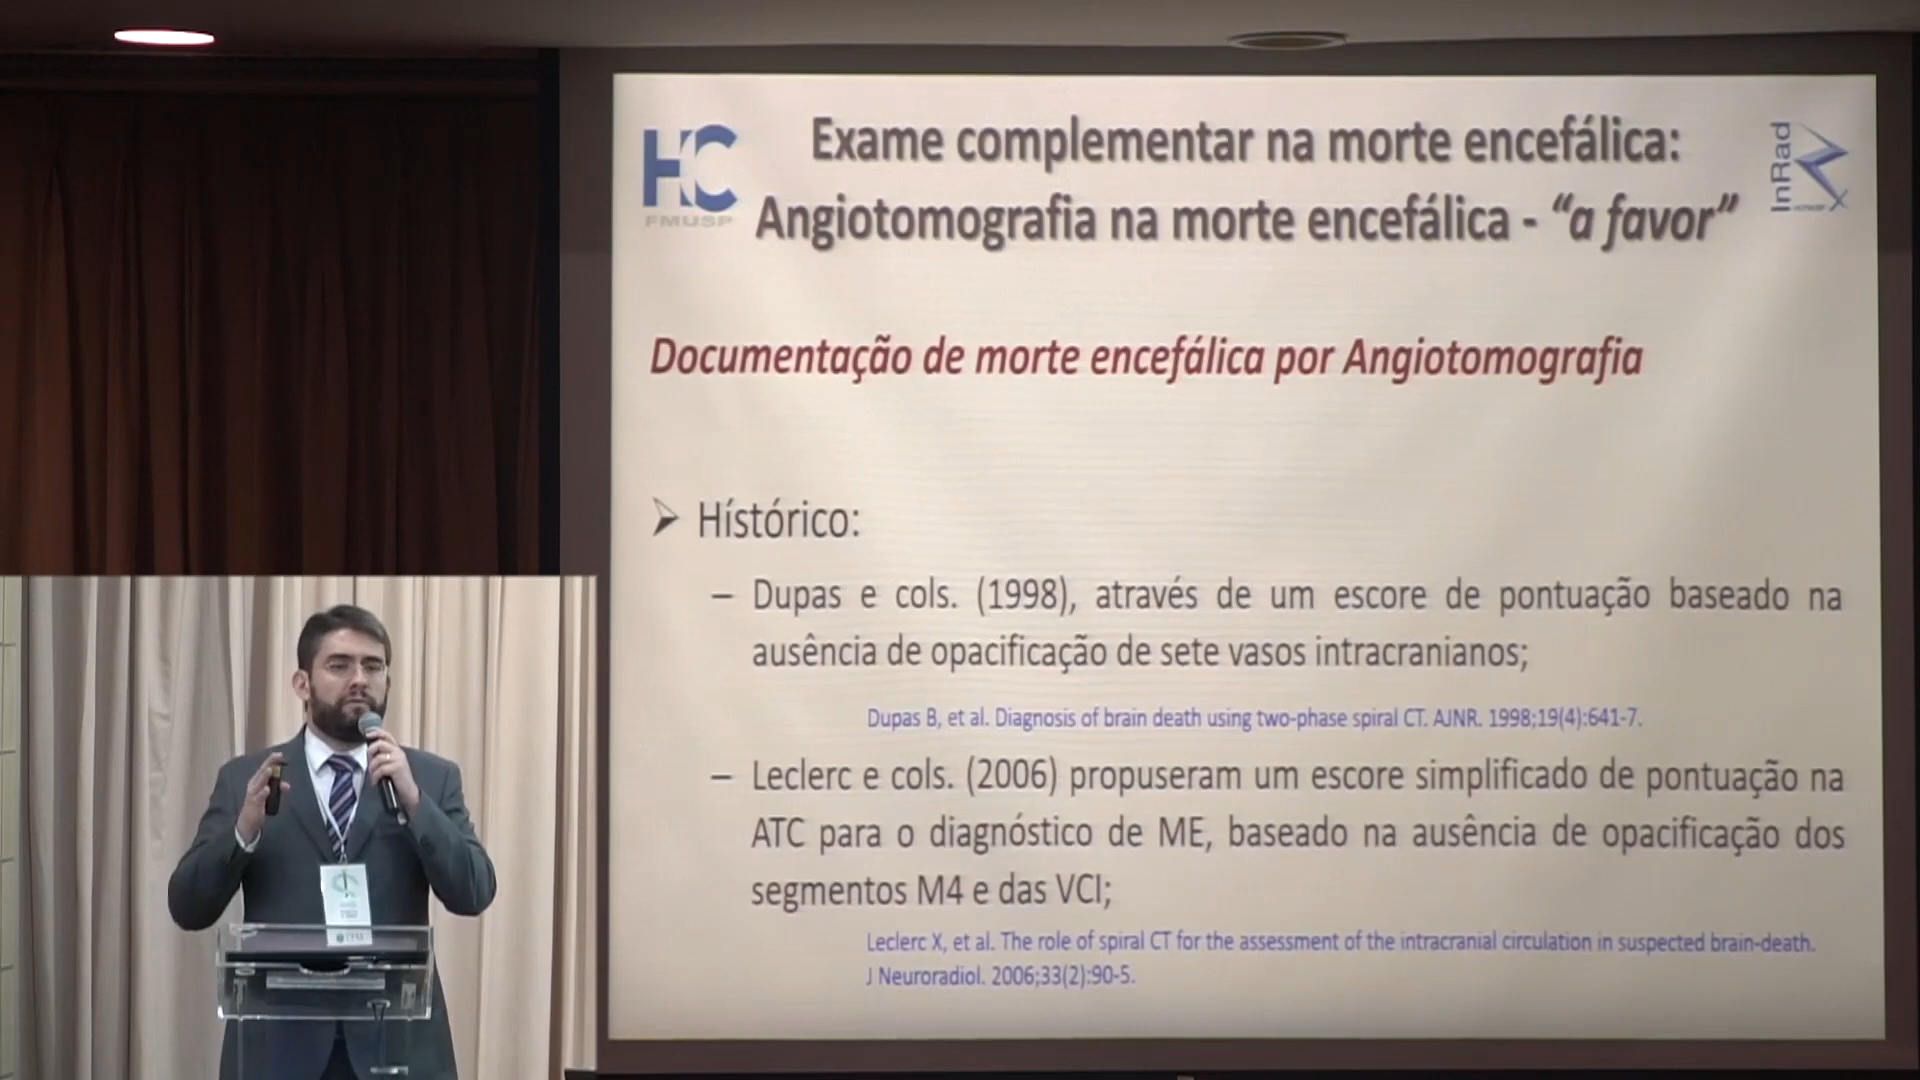 HC
FMUSP
Exame complementar na morte encefálica:
Angiotomografia na morte encefálica - “a favor”
InRad
Documentação de morte encefálica por Angiotomografia
➢ Hístórico:
– Dupas e cols. (1998), através de um escore de pontuação baseado na
ausência de opacificação de sete vasos intracranianos;
Dupas B, et al. Diagnosis of brain death using two-phase spiral CT. AJNR. 1998;19(4):641-7.
– Leclerc e cols. (2006) propuseram um escore simplificado de pontuação na
ATC para o diagnóstico de ME, baseado na ausência de opacificação dos
segmentos M4 e das VCI;
Leclerc X, et al. The role of spiral CT for the assessment of the intracranial circulation in suspected brain-death.
J Neuroradiol. 2006;33(2):90-5.